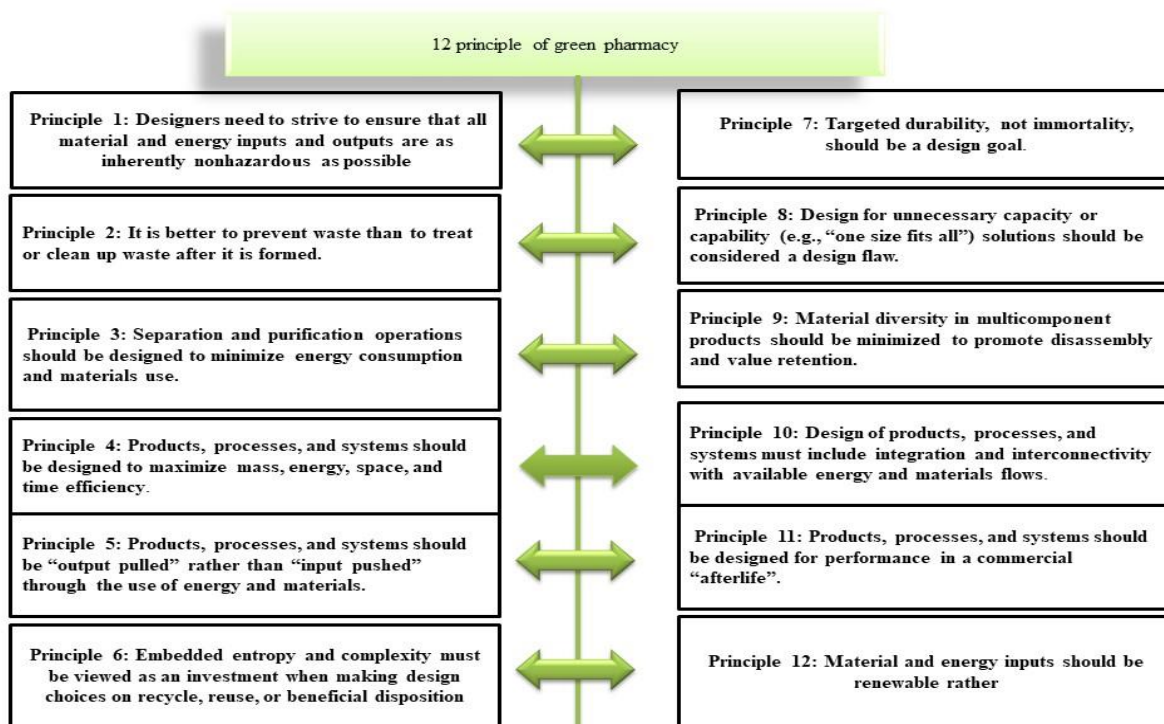 12 principle of green pharmacy
Principle 1: Designers need to strive to ensure that all
material and energy inputs and outputs are as
inherently nonhazardous as possible
Principle 2: It is better to prevent waste than to treat
or clean up waste after it is formed.
Principle 3: Separation and purification operations
should be designed to minimize energy consumption
and materials use.
Principle 4: Products, processes, and systems should
be designed to maximize mass, energy, space, and
time efficiency.
Principle 5: Products, processes, and systems should
be “output pulled” rather than “input pushed”
through the use of energy and materials.
Principle 6: Embedded entropy and complexity must
be viewed as an investment when making design
choices on recycle, reuse, or beneficial disposition
Principle 7: Targeted durability, not immortality,
should be a design goal.
Principle 8: Design for unnecessary capacity or
capability (e.g., “one size fits all”) solutions should be
considered a design flaw.
Principle 9: Material diversity in multicomponent
products should be minimized to promote disassembly
and value retention.
Principle 10: Design of products, processes, and
systems must include integration and interconnectivity
with available energy and materials flows.
Principle 11: Products, processes, and systems should
be designed for performance in a commercial
“afterlife”.
Principle 12: Material and energy inputs should be
renewable rather